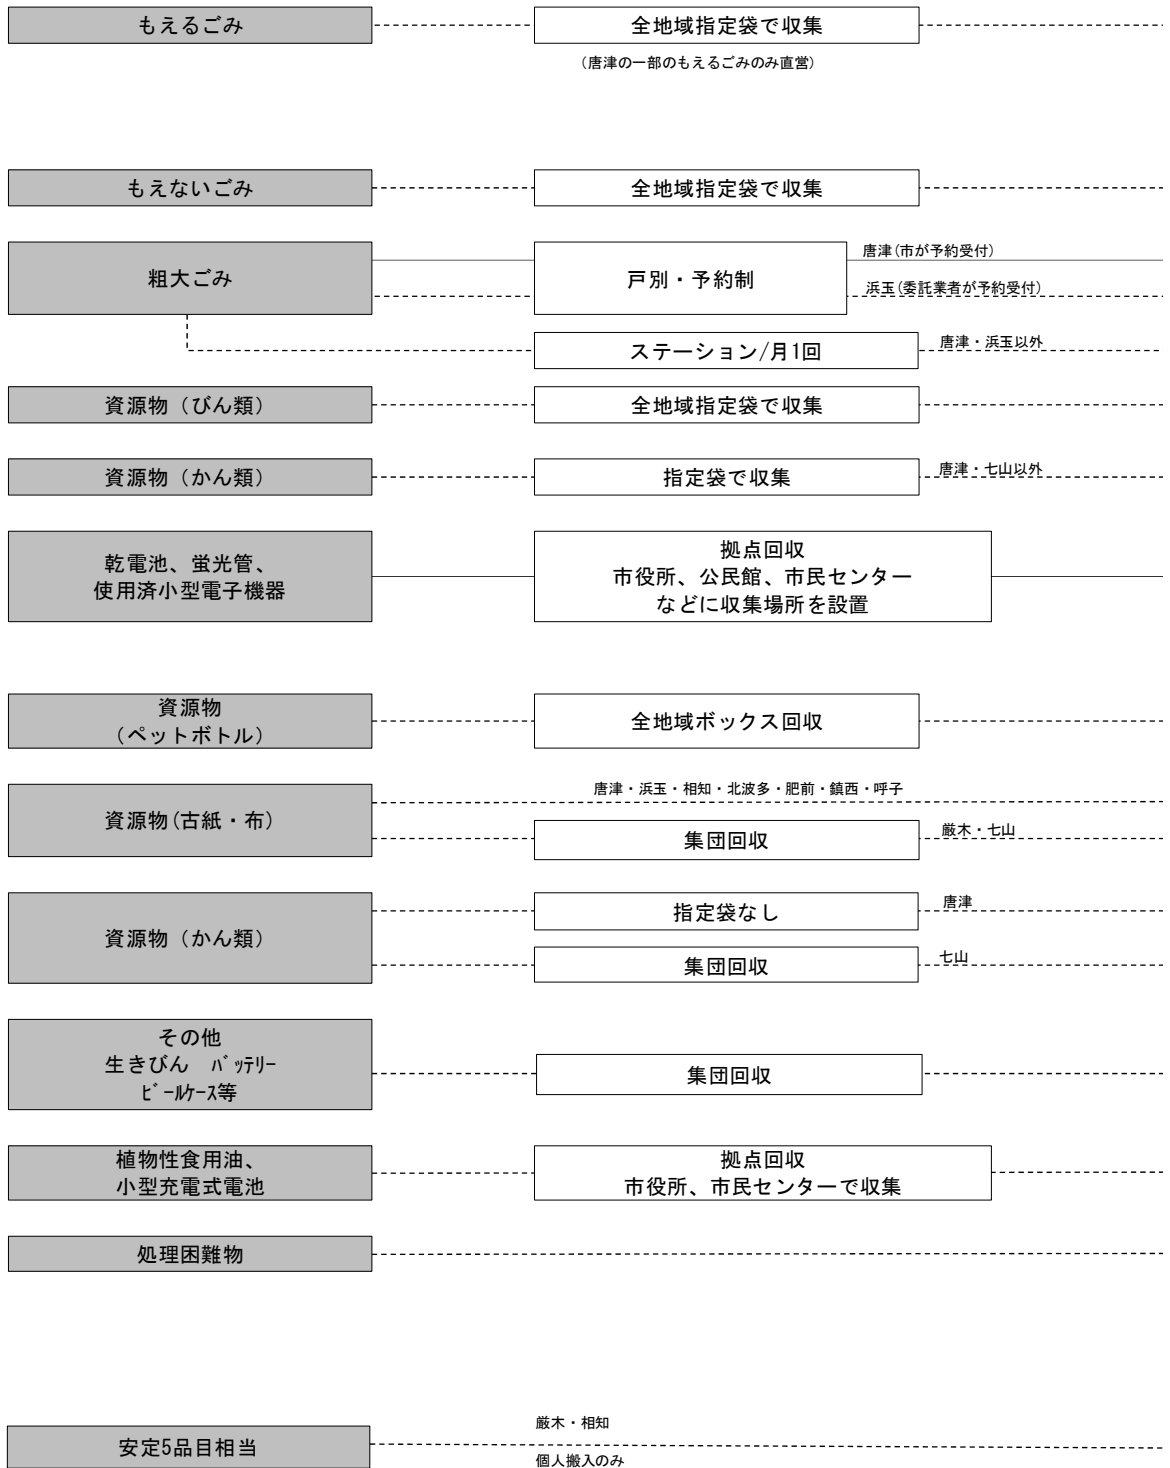 もえるごみ
全地域指定袋で収集
(唐津の一部のもえるごみのみ直営)
もえないごみ
全地域指定袋で収集
粗大ごみ
戸別・予約制
唐津(市が予約受付)
浜玉(委託業者が予約受付)
ステーション/月1回
唐津・浜玉以外
資源物（びん類）
全地域指定袋で収集
資源物（かん類）
指定袋で収集
唐津・七山以外
乾電池、蛍光管、
使用済小型電子機器
拠点回収
市役所、公民館、市民センター
などに収集場所を設置
資源物
（ペットボトル）
全地域ボックス回収
資源物(古紙・布)
唐津・浜玉・相知・北波多・肥前・鎮西・呼子
集団回収
厳木・七山
資源物（かん類）
指定袋なし
唐津
集団回収
七山
その他
生きびん　ﾊﾞｯﾃﾘｰ
ﾋﾞｰﾙｹｰｽ等
集団回収
植物性食用油、
小型充電式電池
拠点回収
市役所、市民センターで収集
処理困難物
安定5品目相当
厳木・相知
個人搬入のみ